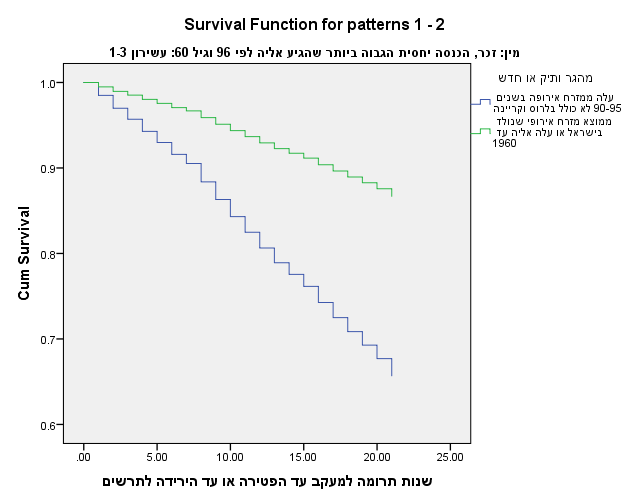 Survival Function for patterns 1 - 2
מין: זכר, הכנסה יחסית הגבוה ביותר שהגיע אליה לפי 96 וגיל 60: עשירון 1-3
מהגר ותיק או חדש
עלה ממזרח אירופה בשנים
90-95 לא כולל בלרוס וקריינה
ממוצא מזרח אירופי שנולד
בישראל או עלה אליה עד
1960
Cum Survival
1.0
0.9
0.8
0.7
0.6
.00
5.00
10.00
15.00
20.00
25.00
שנות תרומה למעקב עד הפטירה או עד הירידה לתרשים